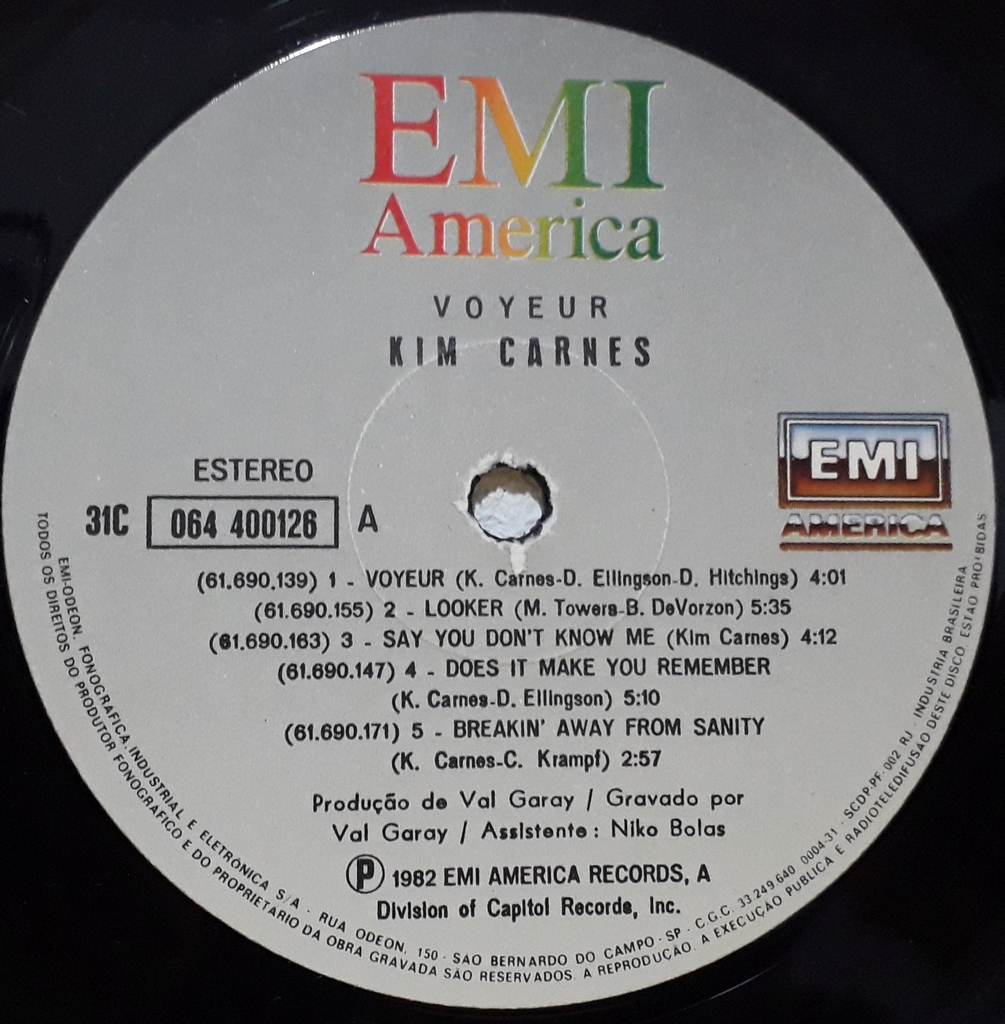 EMI
America
VOYEUR
KIM CARNES
EMI
AMERICA
ESTEREO
31C 064 400126 A
(61.690.139) 1 - VOYEUR (K. Carnes-D. Ellingson-D. Hitchings) 4:01
(61.690.155) 2 - LOOKER (M. Towers-B. DeVorzon) 5:35
(61.690.163) 3 - SAY YOU DON'T KNOW ME (Kim Carnes) 4:12
(61.690.147) 4 - DOES IT MAKE YOU REMEMBER
(K. Carnes-D. Ellingson) 5:10
(61.690.171) 5 - BREAKIN' AWAY FROM SANITY
(K. Carnes-C. Krampf) 2:57
Produção de Val Garay / Gravado por
Val Garay / Assistente: Niko Bolas
Ⓟ 1982 EMI AMERICA RECORDS, A
Division of Capitol Records, Inc.
EMI-ODEON, FONOGRAFICA, INDUSTRIAL E ELETRÔNICA S/A - RUA ODEON, 150 - SAO BERNARDO DO CAMPO - SP - C.G.C. 33.249.640 0004-31 - SCDP-PF-002 RJ - INDUSTRIA BRASILEIRA
TODOS OS DIREITOS DO PRODUTOR FONOGRAFICO E DO PROPRIETARIO DA OBRA GRAVADA SÃO RESERVADOS. A REPRODUÇÃO, A EXECUÇÃO PUBLICA E RADIOTELEDIFUSÃO DESTE DISCO, ESTAO PROIBIDAS